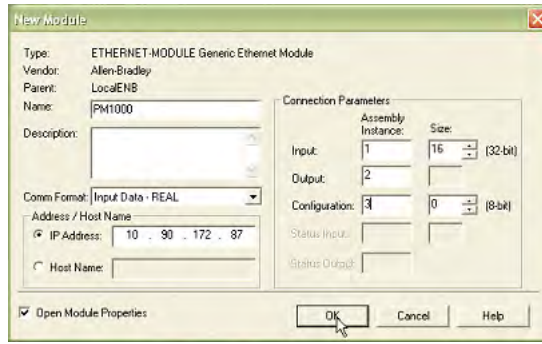 New Module
Type: ETHERNET-MODULE Generic Ethernet Module
Vendor: Allen-Bradley
Parent: LocalENB
Name: PM1000
Description:
Comm Format: Input Data - REAL
Address / Host Name
IP Address: 10 . 90 . 172 . 87
Host Name:
Connection Parameters
Assembly Instance: Size:
Input: 1 16 (32-bit)
Output: 2
Configuration: 3 0 (8-bit)
Status Input:
Status Output:
Open Module Properties
OK Cancel Help